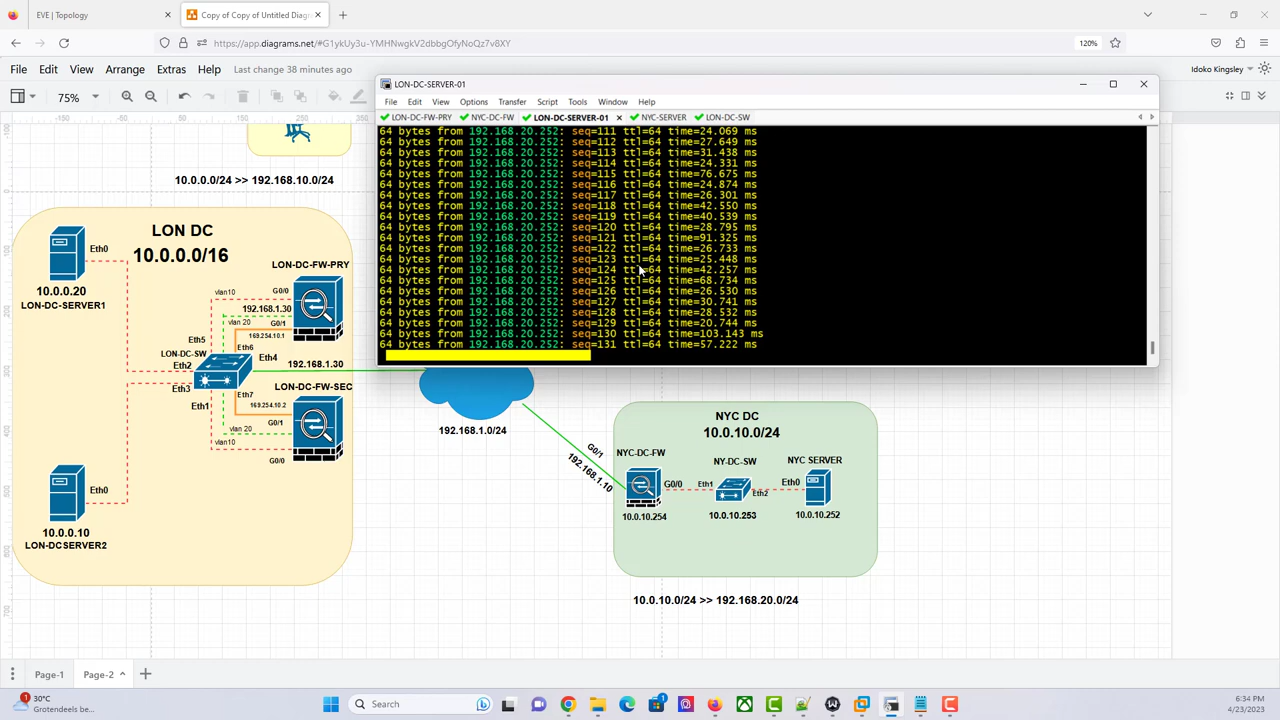 EVE | Topology
Copy of Copy of Untitled Diag
https://app.diagrams.net/#G1ykUy3u-YMHNwgkV2dbbgOfyNoQz7v8XY
120%
File Edit View Arrange Extras Help Last change 38 minutes ago
Idoko Kingsley
75%
LON-DC-SERVER-01
File Edit View Options Transfer Script Tools Window Help
LON-DC-FW-PRY NYC-DC-FW LON-DC-SERVER-01 NYC-SERVER LON-DC-SW
64 bytes from 192.168.20.252: seq=111 ttl=64 time=24.069 ms
64 bytes from 192.168.20.252: seq=112 ttl=64 time=27.649 ms
64 bytes from 192.168.20.252: seq=113 ttl=64 time=31.438 ms
64 bytes from 192.168.20.252: seq=114 ttl=64 time=24.331 ms
64 bytes from 192.168.20.252: seq=115 ttl=64 time=76.675 ms
64 bytes from 192.168.20.252: seq=116 ttl=64 time=24.874 ms
64 bytes from 192.168.20.252: seq=117 ttl=64 time=26.301 ms
64 bytes from 192.168.20.252: seq=118 ttl=64 time=42.550 ms
64 bytes from 192.168.20.252: seq=119 ttl=64 time=40.539 ms
64 bytes from 192.168.20.252: seq=120 ttl=64 time=28.795 ms
64 bytes from 192.168.20.252: seq=121 ttl=64 time=91.325 ms
64 bytes from 192.168.20.252: seq=122 ttl=64 time=26.733 ms
64 bytes from 192.168.20.252: seq=123 ttl=64 time=25.448 ms
64 bytes from 192.168.20.252: seq=124 ttl=64 time=42.257 ms
64 bytes from 192.168.20.252: seq=125 ttl=64 time=68.734 ms
64 bytes from 192.168.20.252: seq=126 ttl=64 time=26.530 ms
64 bytes from 192.168.20.252: seq=127 ttl=64 time=30.741 ms
64 bytes from 192.168.20.252: seq=128 ttl=64 time=28.532 ms
64 bytes from 192.168.20.252: seq=129 ttl=64 time=20.744 ms
64 bytes from 192.168.20.252: seq=130 ttl=64 time=103.143 ms
64 bytes from 192.168.20.252: seq=131 ttl=64 time=57.222 ms
-150 -50 50 150 250 350
-100
0
100
200
300
400
500
600
700
10.0.0.0/24 >> 192.168.10.0/24
LON DC
10.0.0.0/16
Eth0
10.0.0.20
LON-DC-SERVER1
LON-DC-FW-PRY
vlan10
G0/0
192.168.1.30
vlan 20
G0/1
169.254.10.1
Eth5
Eth6
LON-DC-SW
Eth2
Eth4
192.168.1.30
Eth3
LON-DC-FW-SEC
Eth7
169.254.10.2
Eth1
G0/1
vlan 20
vlan10
G0/0
Eth0
10.0.0.10
LON-DCSERVER2
192.168.1.0/24
G0/1
192.168.1.10
NYC DC
10.0.10.0/24
NYC-DC-FW
NY-DC-SW
NYC SERVER
G0/0
Eth1
Eth2
Eth0
10.0.10.254
10.0.10.253
10.0.10.252
10.0.10.0/24 >> 192.168.20.0/24
Page-1 Page-2
1
30°C
Grotendeels be...
Search
1
6:34 PM
4/23/2023